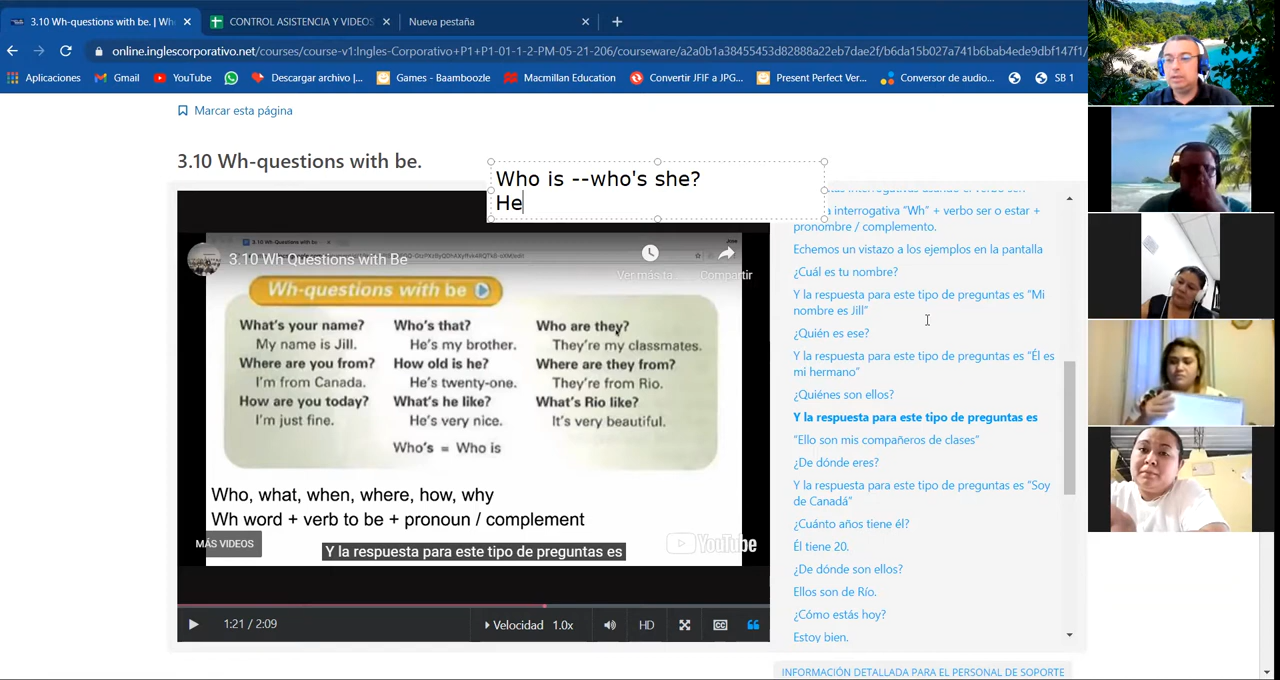 3.10 Wh-questions with be. | Wh
CONTROL ASISTENCIA Y VIDEOS
Nueva pestaña
online.inglescorporativo.net/courses/course-v1:Ingles-Corporativo+P1+P1-01-1-2-PM-05-21-206/courseware/a2a0b1a38455453d82888a22eb7dae2f/b6da15b027a741b6bab4ede9dbf147f1/
Aplicaciones
Gmail
YouTube
Descargar archivo |...
Games - Baamboozle
Macmillan Education
Convertir JFIF a JPG...
Present Perfect Ver...
Conversor de audio...
SB 1
Marcar esta página
3.10 Wh-questions with be.
Who is --who's she?
He
3.10 Wh Questions with Be
Ver más ta
Compartir
Wh-questions with be
What's your name?
My name is Jill.
Where are you from?
I'm from Canada.
How are you today?
I'm just fine.
Who's that?
He's my brother.
How old is he?
He's twenty-one.
What's he like?
He's very nice.
Who's = Who is
Who are they?
They're my classmates.
Where are they from?
They're from Rio.
What's Rio like?
It's very beautiful.
Who, what, when, where, how, why
Wh word + verb to be + pronoun / complement
MÁS VIDEOS
Y la respuesta para este tipo de preguntas es
YouTube
1:21 / 2:09
Velocidad 1.0x
HD
interrogativa "Wh" + verbo ser o estar +
pronombre / complemento.
Echemos un vistazo a los ejemplos en la pantalla
¿Cuál es tu nombre?
Y la respuesta para este tipo de preguntas es "Mi
nombre es Jill"
¿Quién es ese?
Y la respuesta para este tipo de preguntas es "Él es
mi hermano"
¿Quiénes son ellos?
Y la respuesta para este tipo de preguntas es
"Ello son mis compañeros de clases"
¿De dónde eres?
Y la respuesta para este tipo de preguntas es "Soy
de Canadá"
¿Cuánto años tiene él?
Él tiene 20.
¿De dónde son ellos?
Ellos son de Río.
¿Cómo estás hoy?
Estoy bien.
INFORMACIÓN DETALLADA PARA EL PERSONAL DE SOPORTE